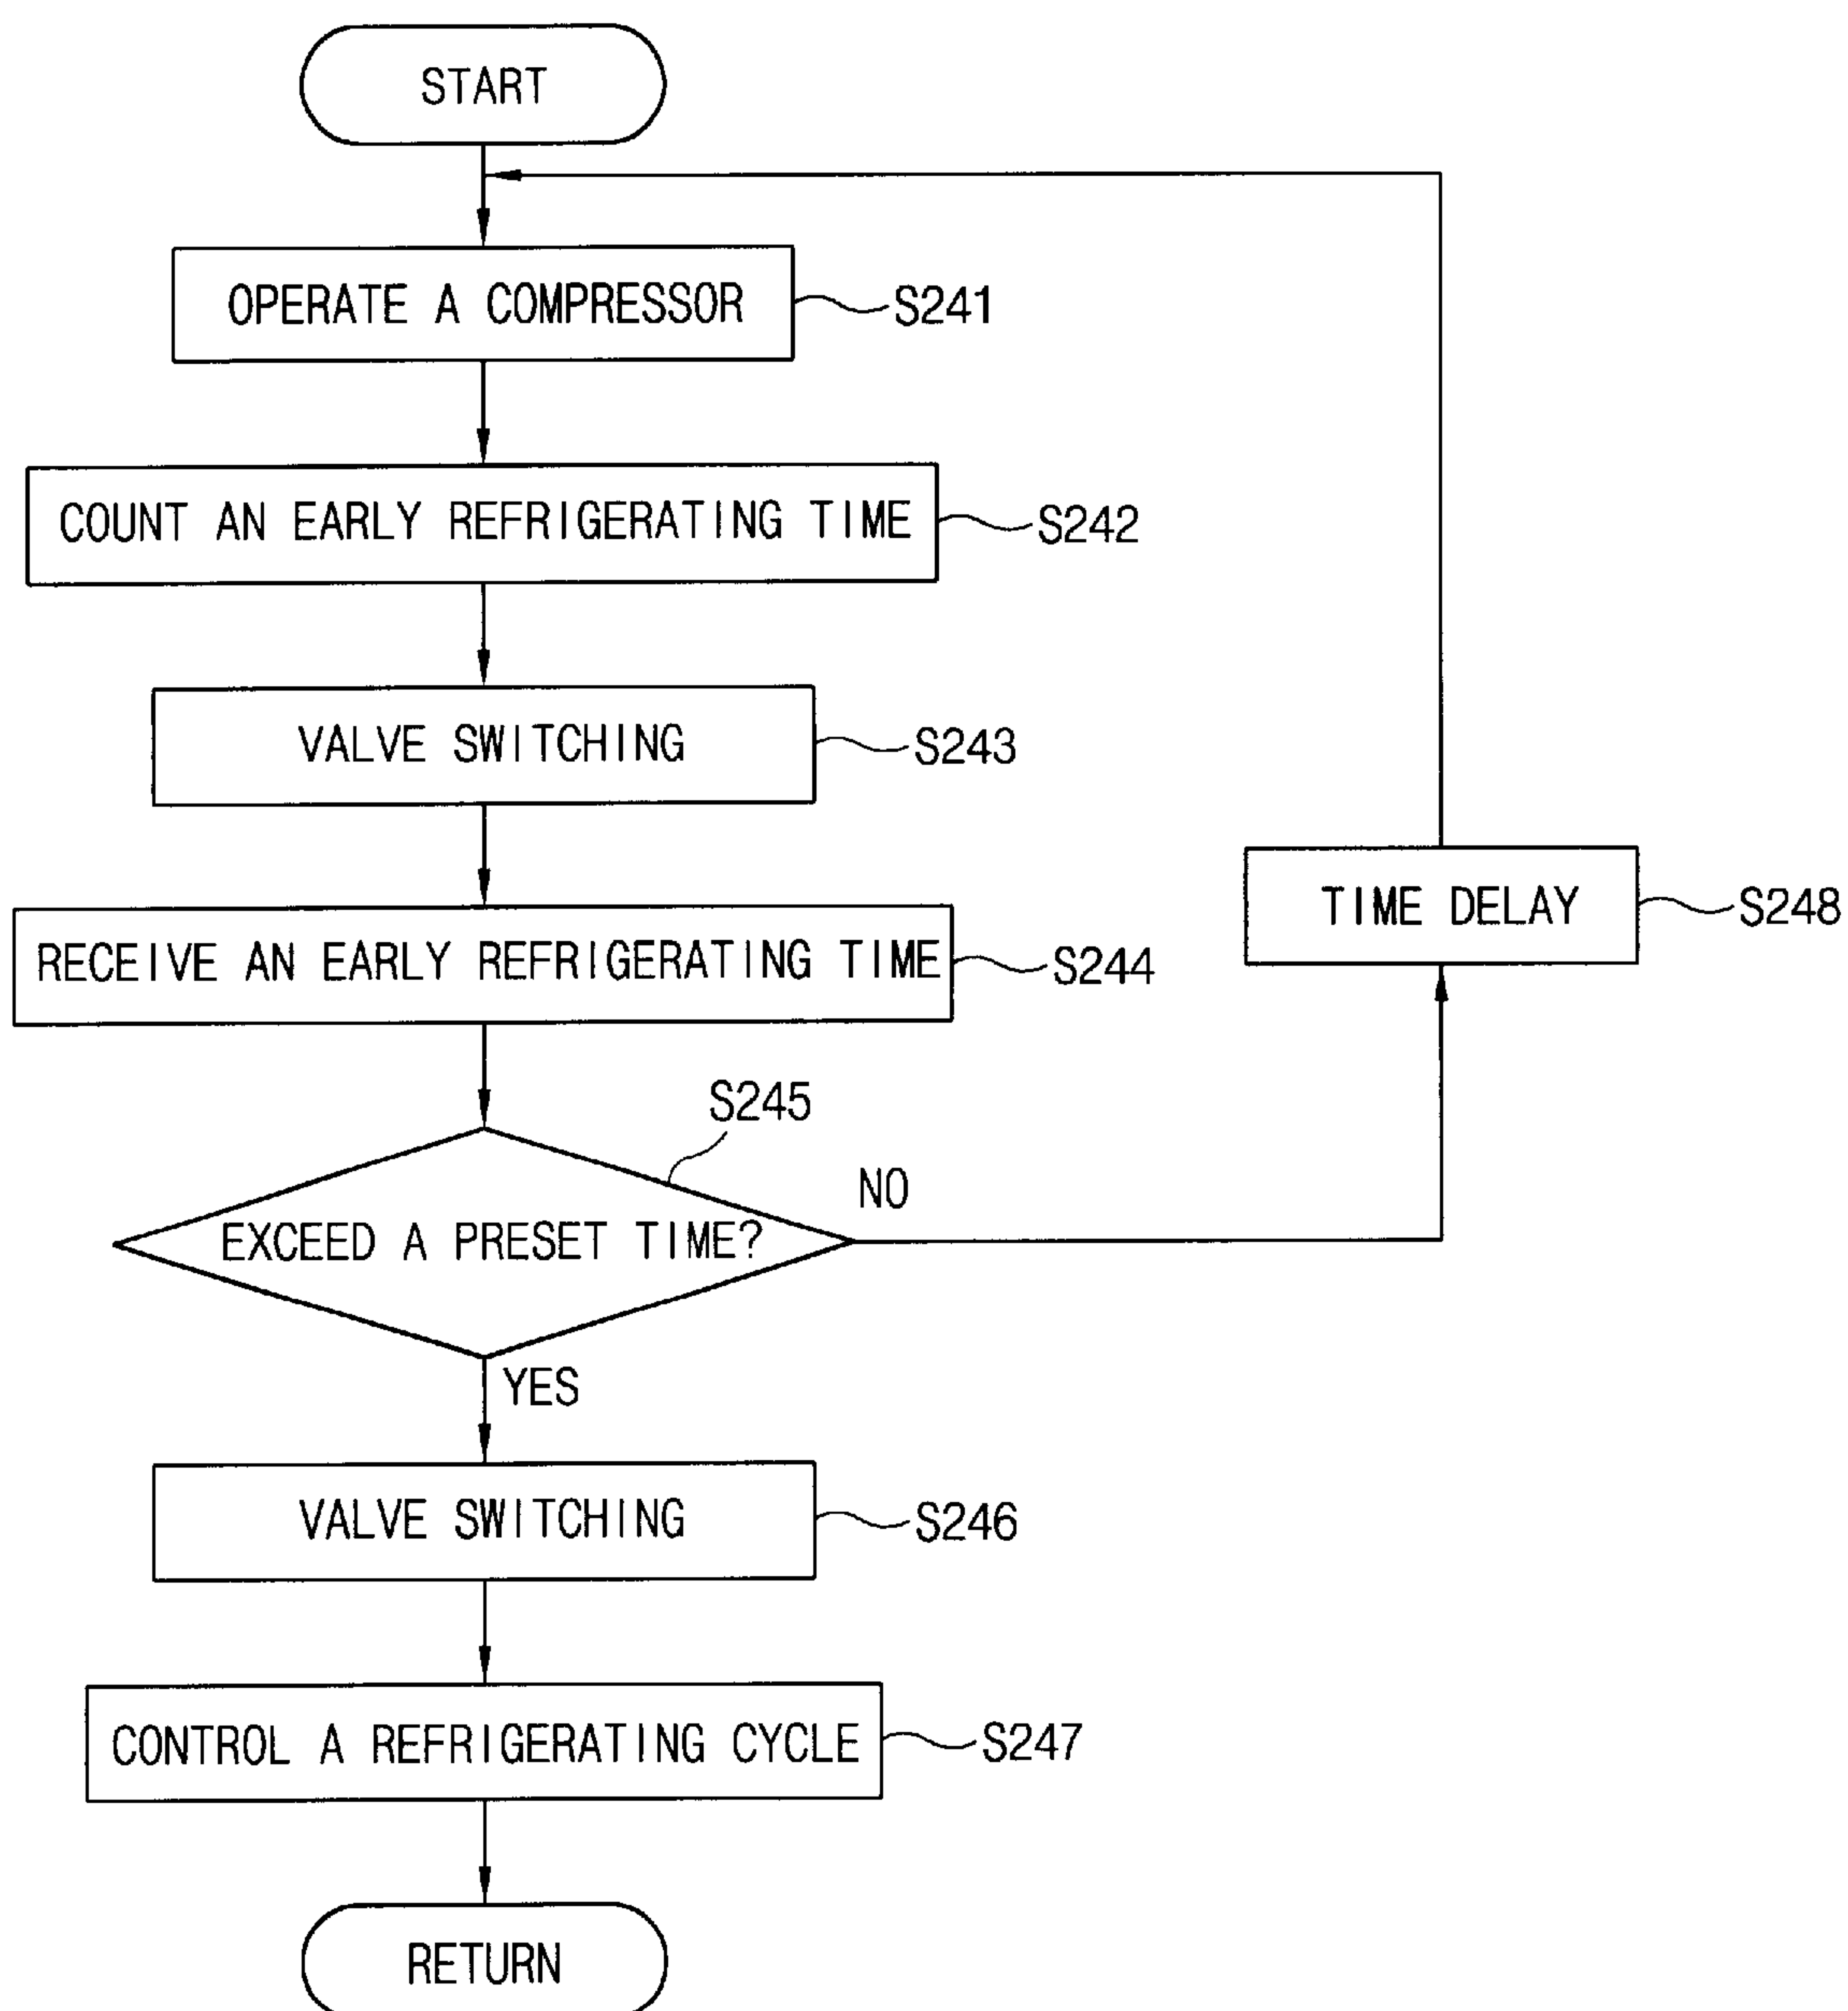 START
OPERATE A COMPRESSOR
S241
COUNT AN EARLY REFRIGERATING TIME
S242
VALVE SWITCHING
S243
RECEIVE AN EARLY REFRIGERATING TIME
S244
TIME DELAY
S248
S245
EXCEED A PRESET TIME?
NO
YES
VALVE SWITCHING
S246
CONTROL A REFRIGERATING CYCLE
S247
RETURN